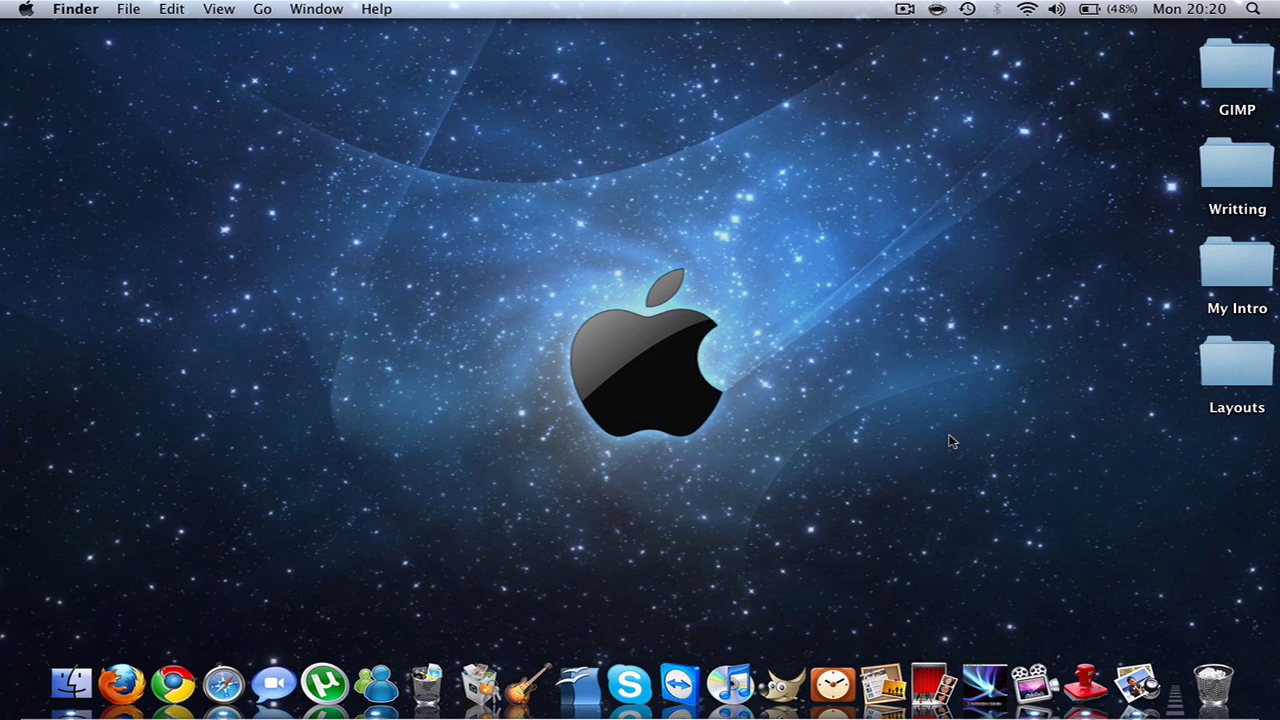 Finder File Edit View Go Window Help (48%) Mon 20:20
GIMP
Writting
My Intro
Layouts